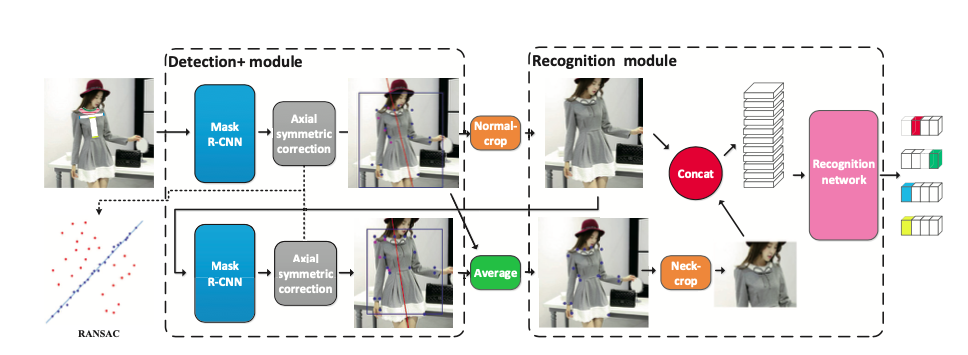 Detection+ module
Recognition module
Mask
R-CNN
Axial
symmetric
correction
Normal-
crop
Concat
Recognition
network
Mask
R-CNN
Axial
symmetric
correction
Average
Neck-
crop
RANSAC